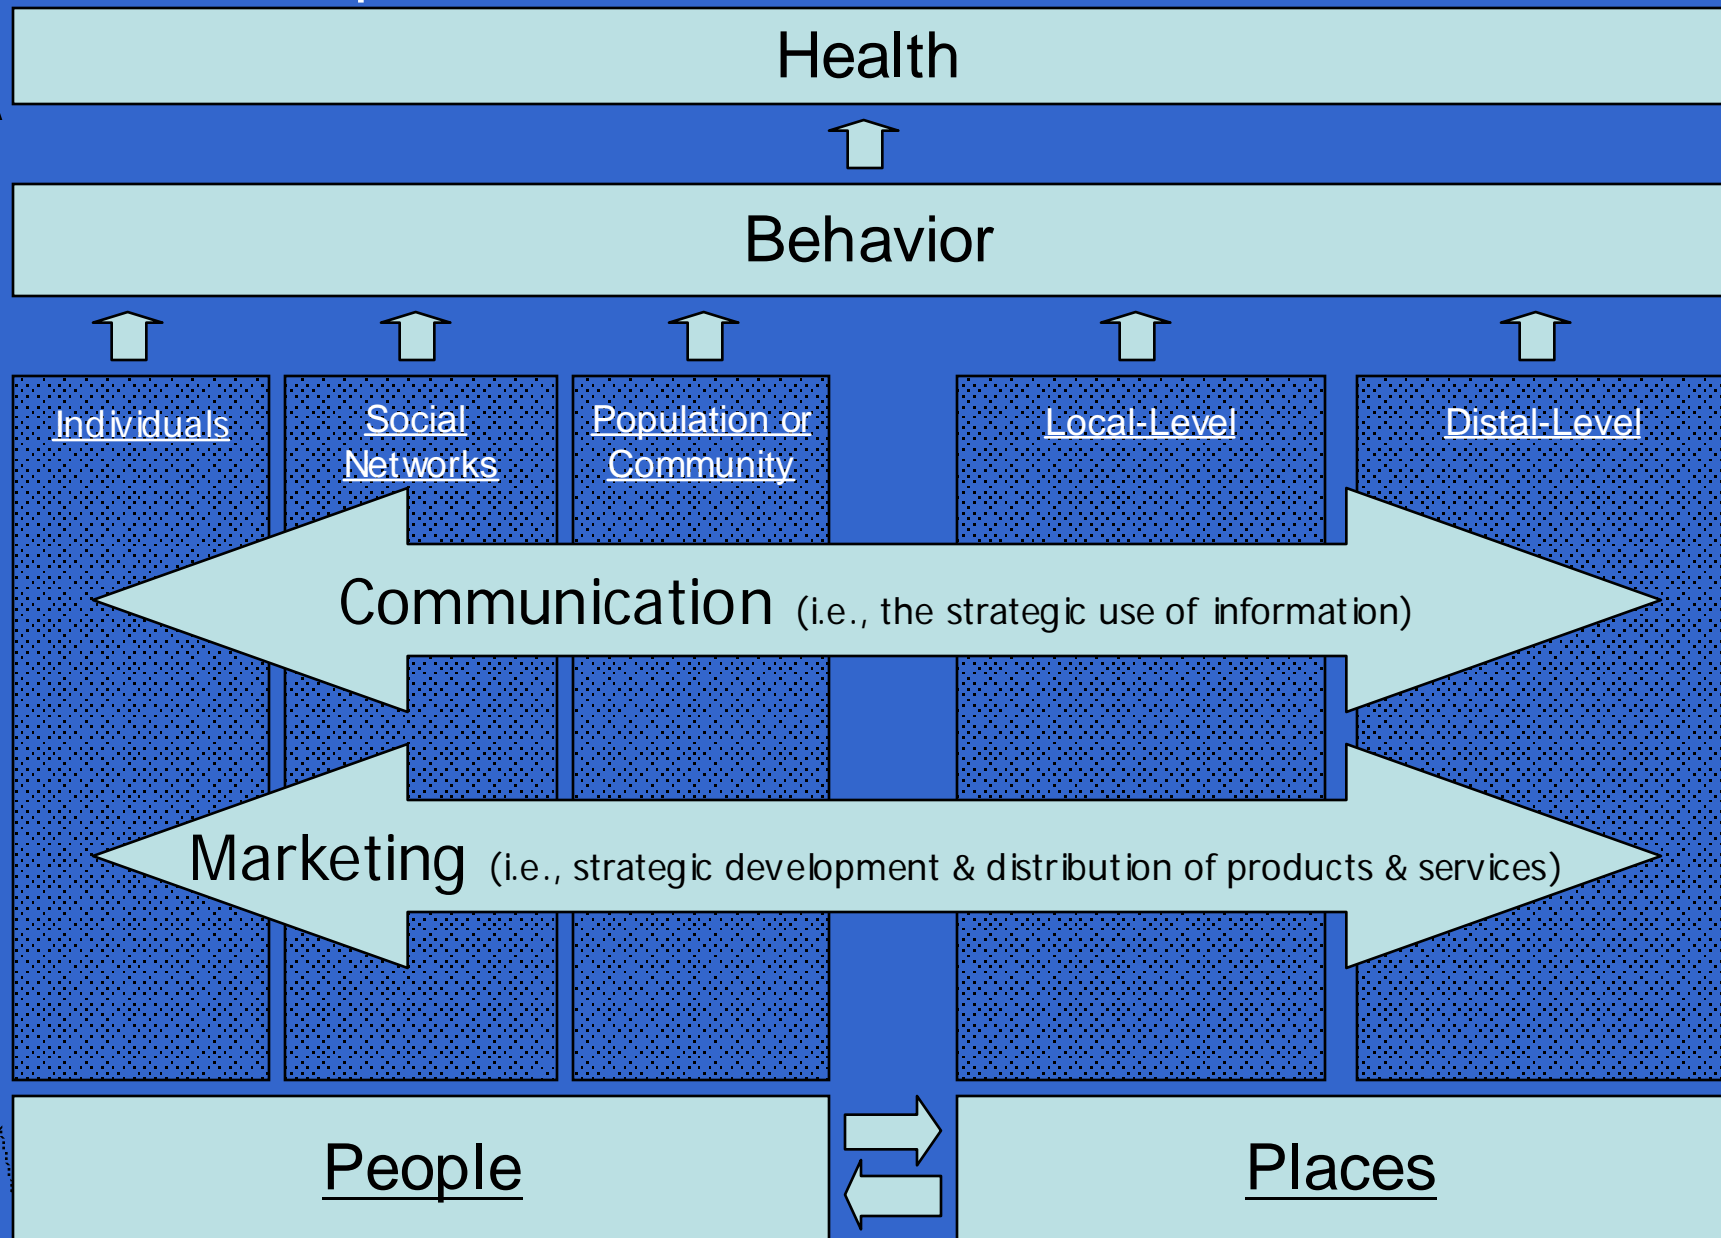 Health
Behavior
Individuals
Social
Networks
Population or
Community
Local-Level
Distal-Level
Communication (i.e., the strategic use of information)
Marketing (i.e., strategic development & distribution of products & services)
People
Places